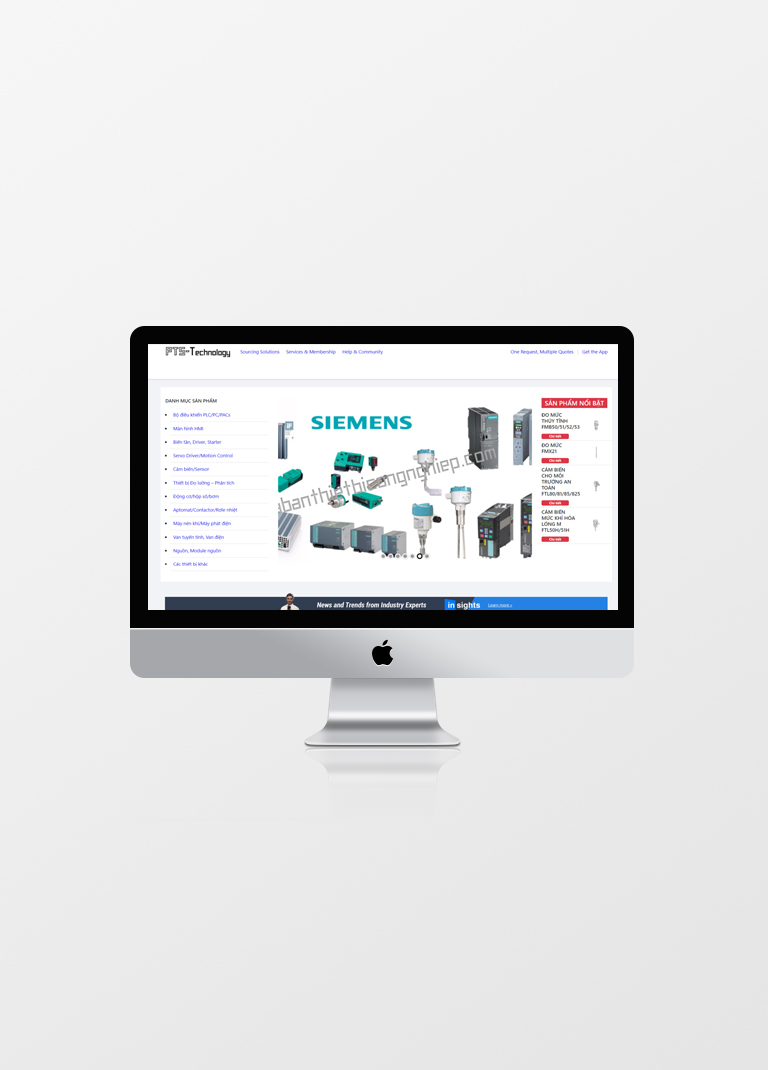 PTS-Technology
Sourcing Solutions Services & Membership Help & Community
One Request, Multiple Quotes Get the App
DANH MỤC SẢN PHẨM
Bộ điều khiển PLC/PC/PACs
Màn hình HMI
Biến tần, Driver, Starter
Servo Driver/Motion Control
Cảm biến/Sensor
Thiết bị Đo lường – Phân tích
Động cơ/hộp số/bơm
Aptomat/Contactor/Rơle nhiệt
Máy nén khí/Máy phát điện
Van tuyến tính, Van điện
Nguồn, Module nguồn
Các thiết bị khác
SIEMENS
banthietbicongnghiep.com
SẢN PHẨM NỔI BẬT
ĐO MỨC
THỦY TĨNH
FMB50/51/52/53
Chi tiết
ĐO MỨC
FMX21
Chi tiết
CẢM BIẾN
CHO MÔI
TRƯỜNG AN
TOÀN
FTL80/81/85/825
Chi tiết
CẢM BIẾN
MỨC KHÍ HÓA
LỎNG M
FTL50H/51H
Chi tiết
News and Trends from Industry Experts
insights
Learn more >